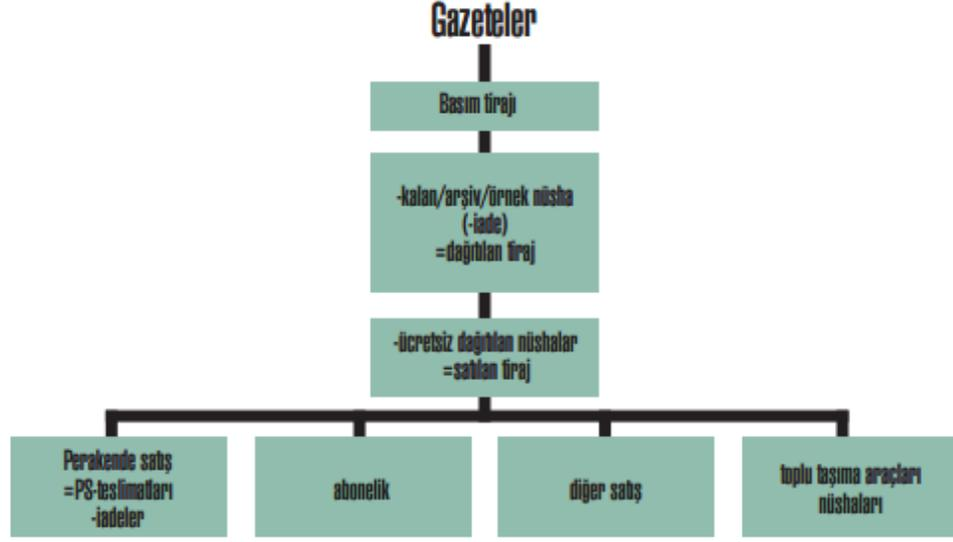 Gazeteler
Basım tirajı
-kalan/arşiv/örnek nüsha
(-iade)
=dağıtılan tiraj
-ücretsiz dağıtılan nüshalar
=satılan tiraj
Perakende satış
=PS-teslimatları
-iadeler
abonelik
diğer satış
toplu taşıma araçları
nüshaları